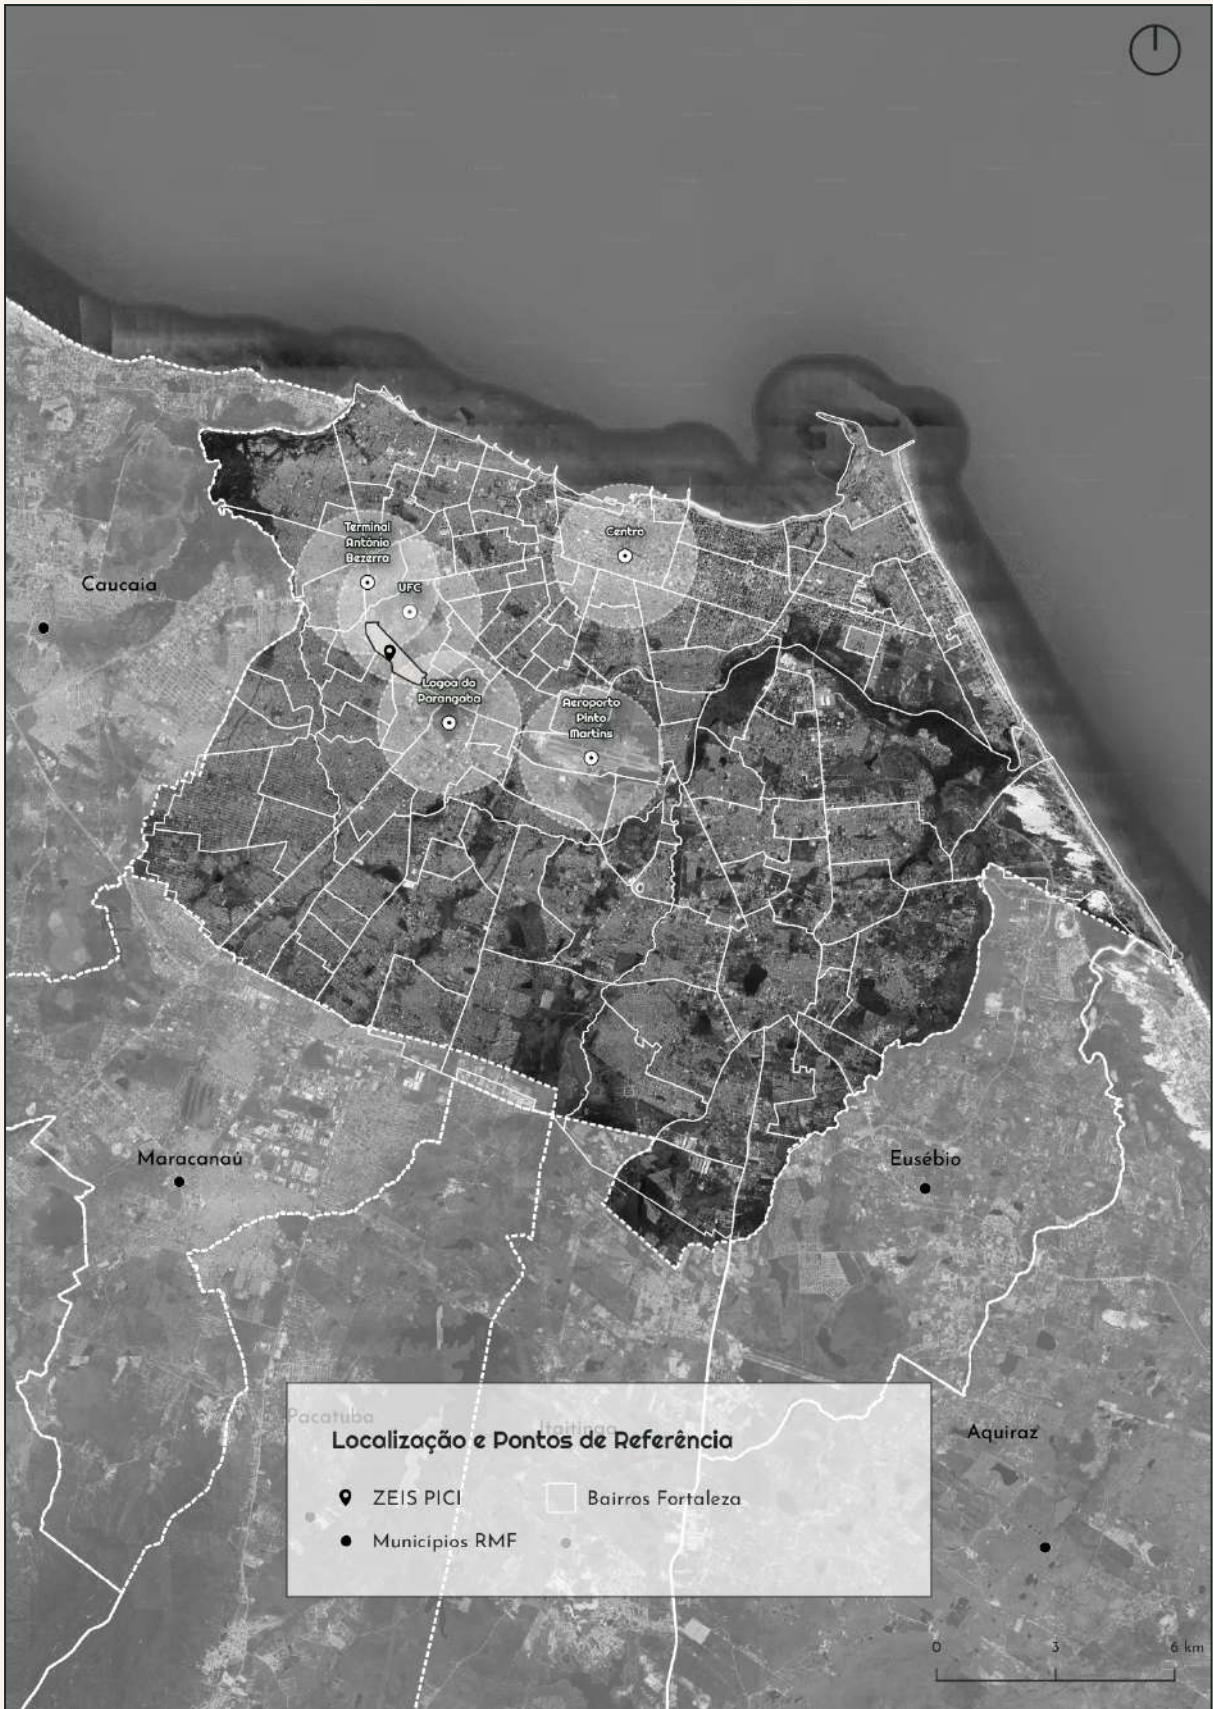 Terminal
Antônio
Bezerra
Centro
UFC
Caucaia
Lagoa da
Parangaba
Aeroporto
Pinto
Martins
Maracanaú
Eusébio
Pacatuba
Itaitinga
Localização e Pontos de Referência
Aquiraz
ZEIS PICI
Bairros Fortaleza
Municípios RMF
0 3 6 km